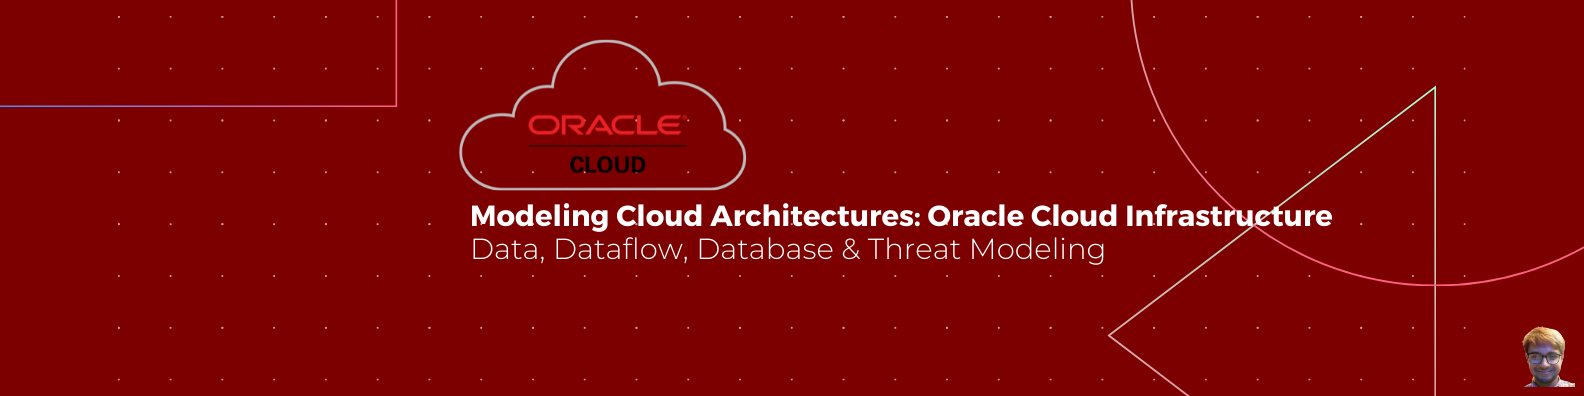 ORACLE
CLOUD
Modeling Cloud Architectures: Oracle Cloud Infrastructure
Data, Dataflow, Database & Threat Modeling